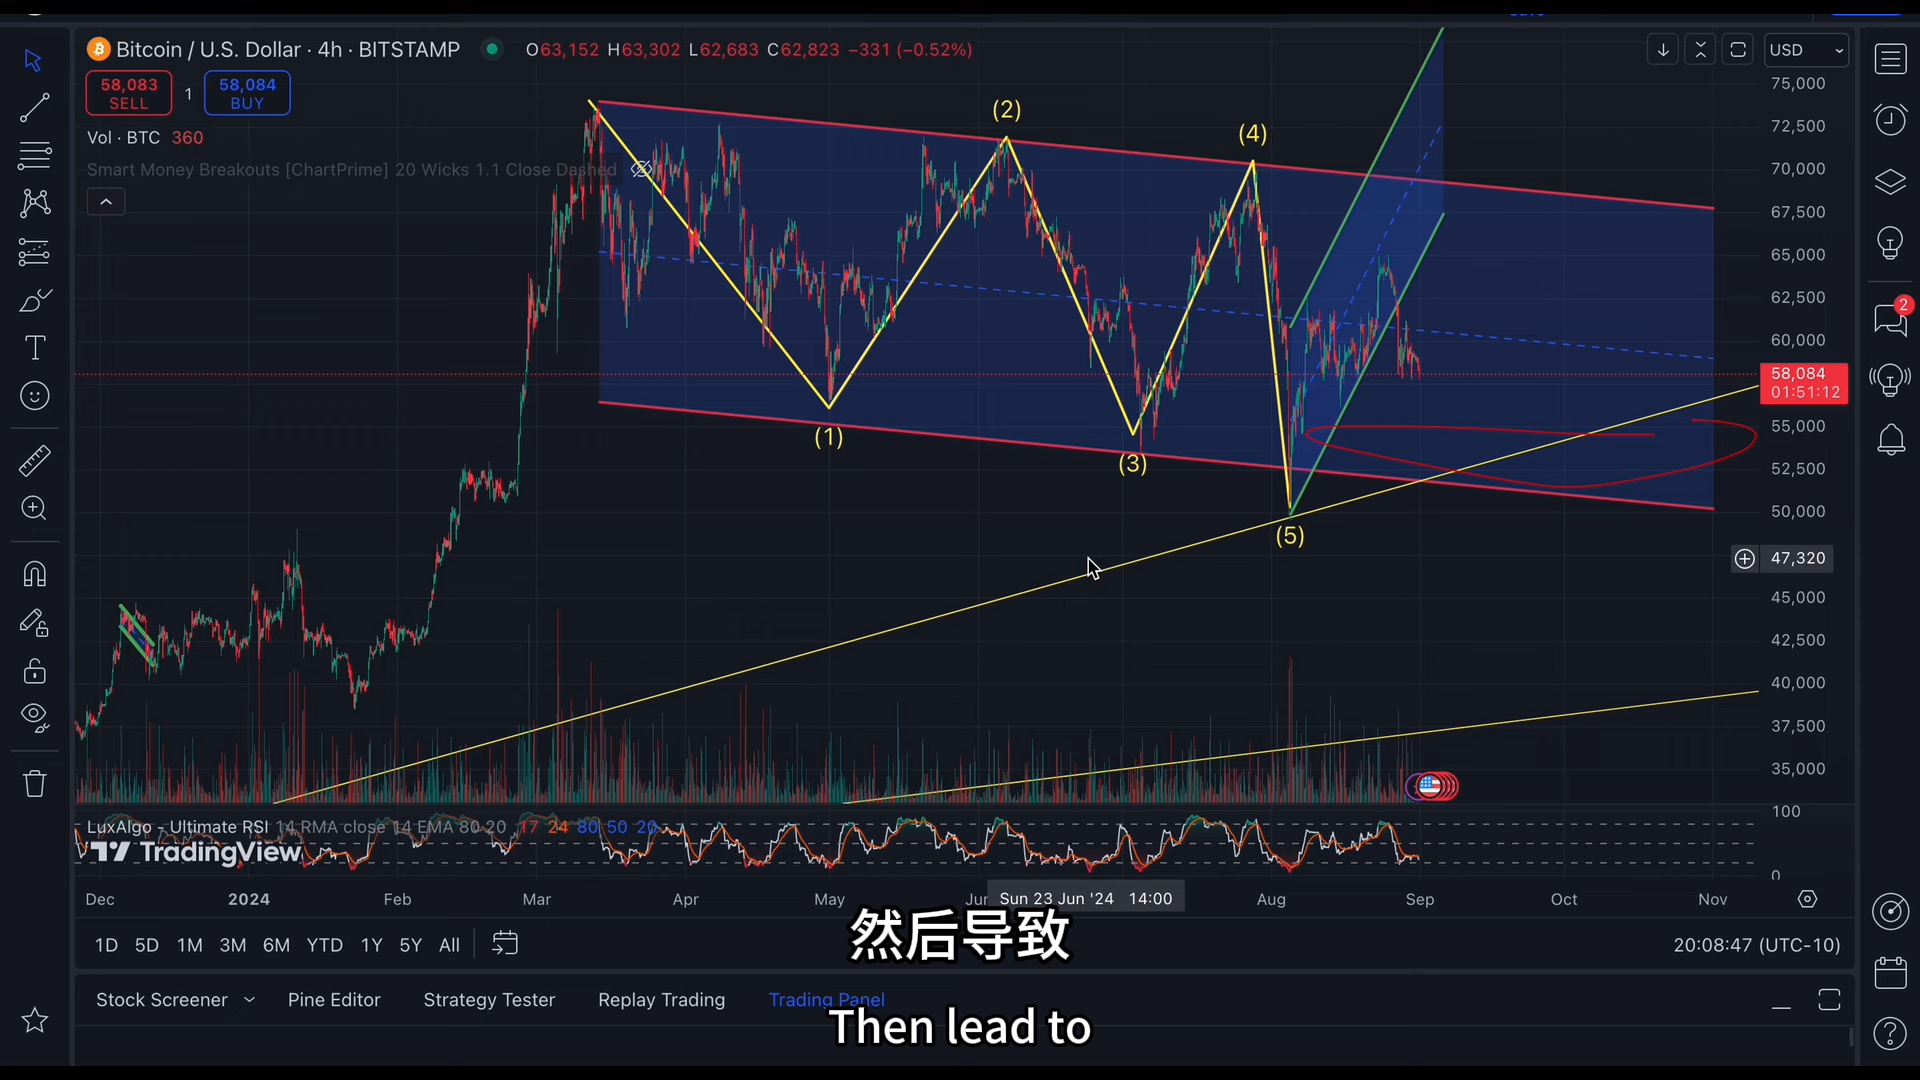 Bitcoin / U.S. Dollar · 4h · BITSTAMP O63,152 H63,302 L62,683 C62,823 −331 (−0.52%)
USD
58,083
SELL
1
58,084
BUY
Vol · BTC 360
Smart Money Breakouts [ChartPrime] 20 Wicks 1.1 Close Dashed
(2)
(4)
(1)
(3)
(5)
75,000
72,500
70,000
67,500
65,000
62,500
60,000
58,084
01:51:12
55,000
52,500
50,000
47,320
45,000
42,500
40,000
37,500
35,000
2
LuxAlgo - Ultimate RSI 14 RMA close 14 EMA 80 20 17 24 80 50 20
100
0
TradingView
Dec 2024 Feb Mar Apr May Jun Sun 23 Jun '24 14:00 Aug Sep Oct Nov
1D 5D 1M 3M 6M YTD 1Y 5Y All
20:08:47 (UTC-10)
然后导致
Stock Screener Pine Editor Strategy Tester Replay Trading Trading Panel
Then lead to